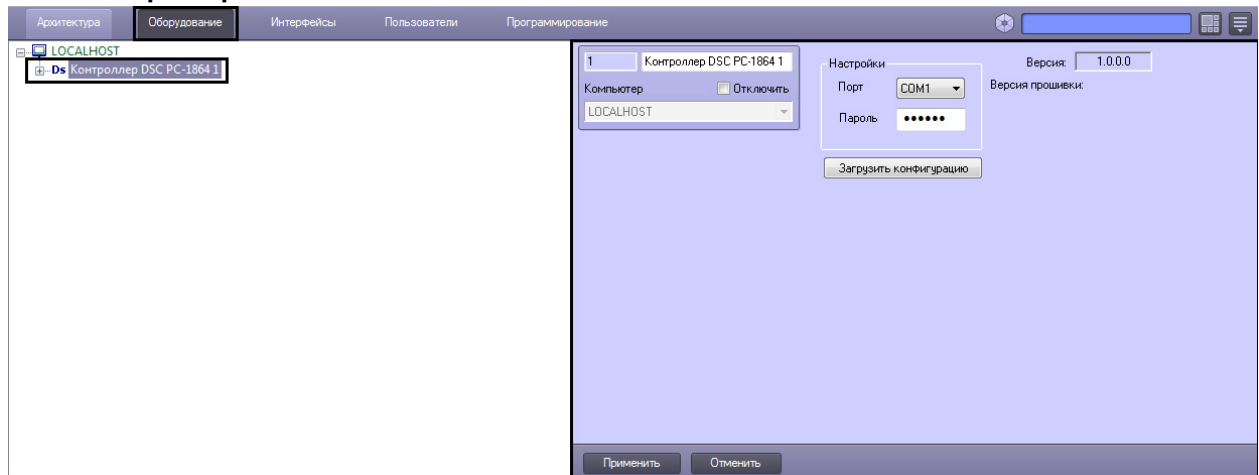 Архитектура Оборудование Интерфейсы Пользователи Программирование
LOCALHOST
Ds Контроллер DSC PC-1864 1
1 Контроллер DSC PC-1864 1
Компьютер Отключить
LOCALHOST
Настройки
Порт COM1
Пароль ••••••
Загрузить конфигурацию
Версия: 1.0.0.0
Версия прошивки:
Применить Отменить